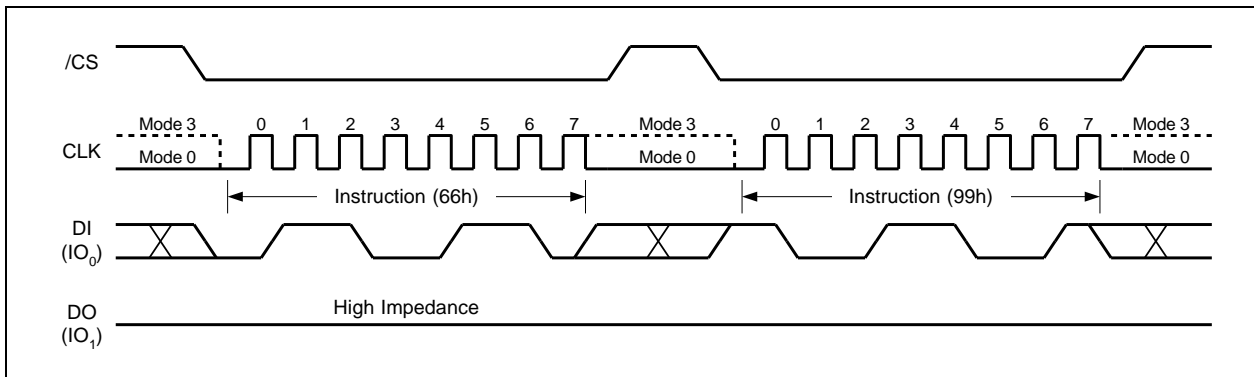 /CS
Mode 3 0 1 2 3 4 5 6 7 Mode 3 0 1 2 3 4 5 6 7 Mode 3
CLK Mode 0 Mode 0 Mode 0
Instruction (66h) Instruction (99h)
DI
(IO0)
DO High Impedance
(IO1)